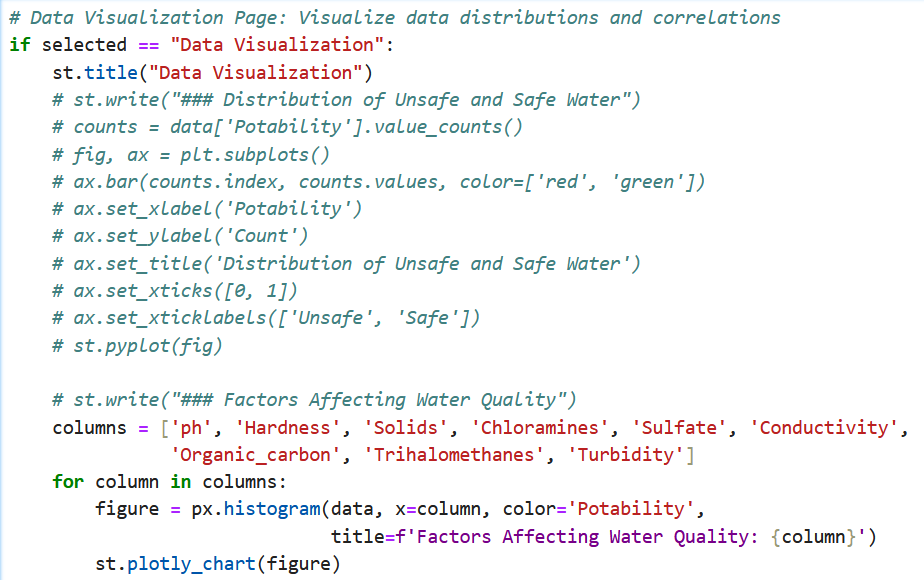 # Data Visualization Page: Visualize data distributions and correlations
if selected == "Data Visualization":
    st.title("Data Visualization")
    # st.write("### Distribution of Unsafe and Safe Water")
    # counts = data['Potability'].value_counts()
    # fig, ax = plt.subplots()
    # ax.bar(counts.index, counts.values, color=['red', 'green'])
    # ax.set_xlabel('Potability')
    # ax.set_ylabel('Count')
    # ax.set_title('Distribution of Unsafe and Safe Water')
    # ax.set_xticks([0, 1])
    # ax.set_xticklabels(['Unsafe', 'Safe'])
    # st.pyplot(fig)

    # st.write("### Factors Affecting Water Quality")
    columns = ['ph', 'Hardness', 'Solids', 'Chloramines', 'Sulfate', 'Conductivity',
               'Organic_carbon', 'Trihalomethanes', 'Turbidity']
    for column in columns:
        figure = px.histogram(data, x=column, color='Potability',
                              title=f'Factors Affecting Water Quality: {column}')
        st.plotly_chart(figure)